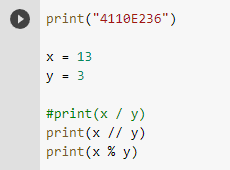 print("4110E236")
x = 13
y = 3
#print(x / y)
print(x // y)
print(x % y)